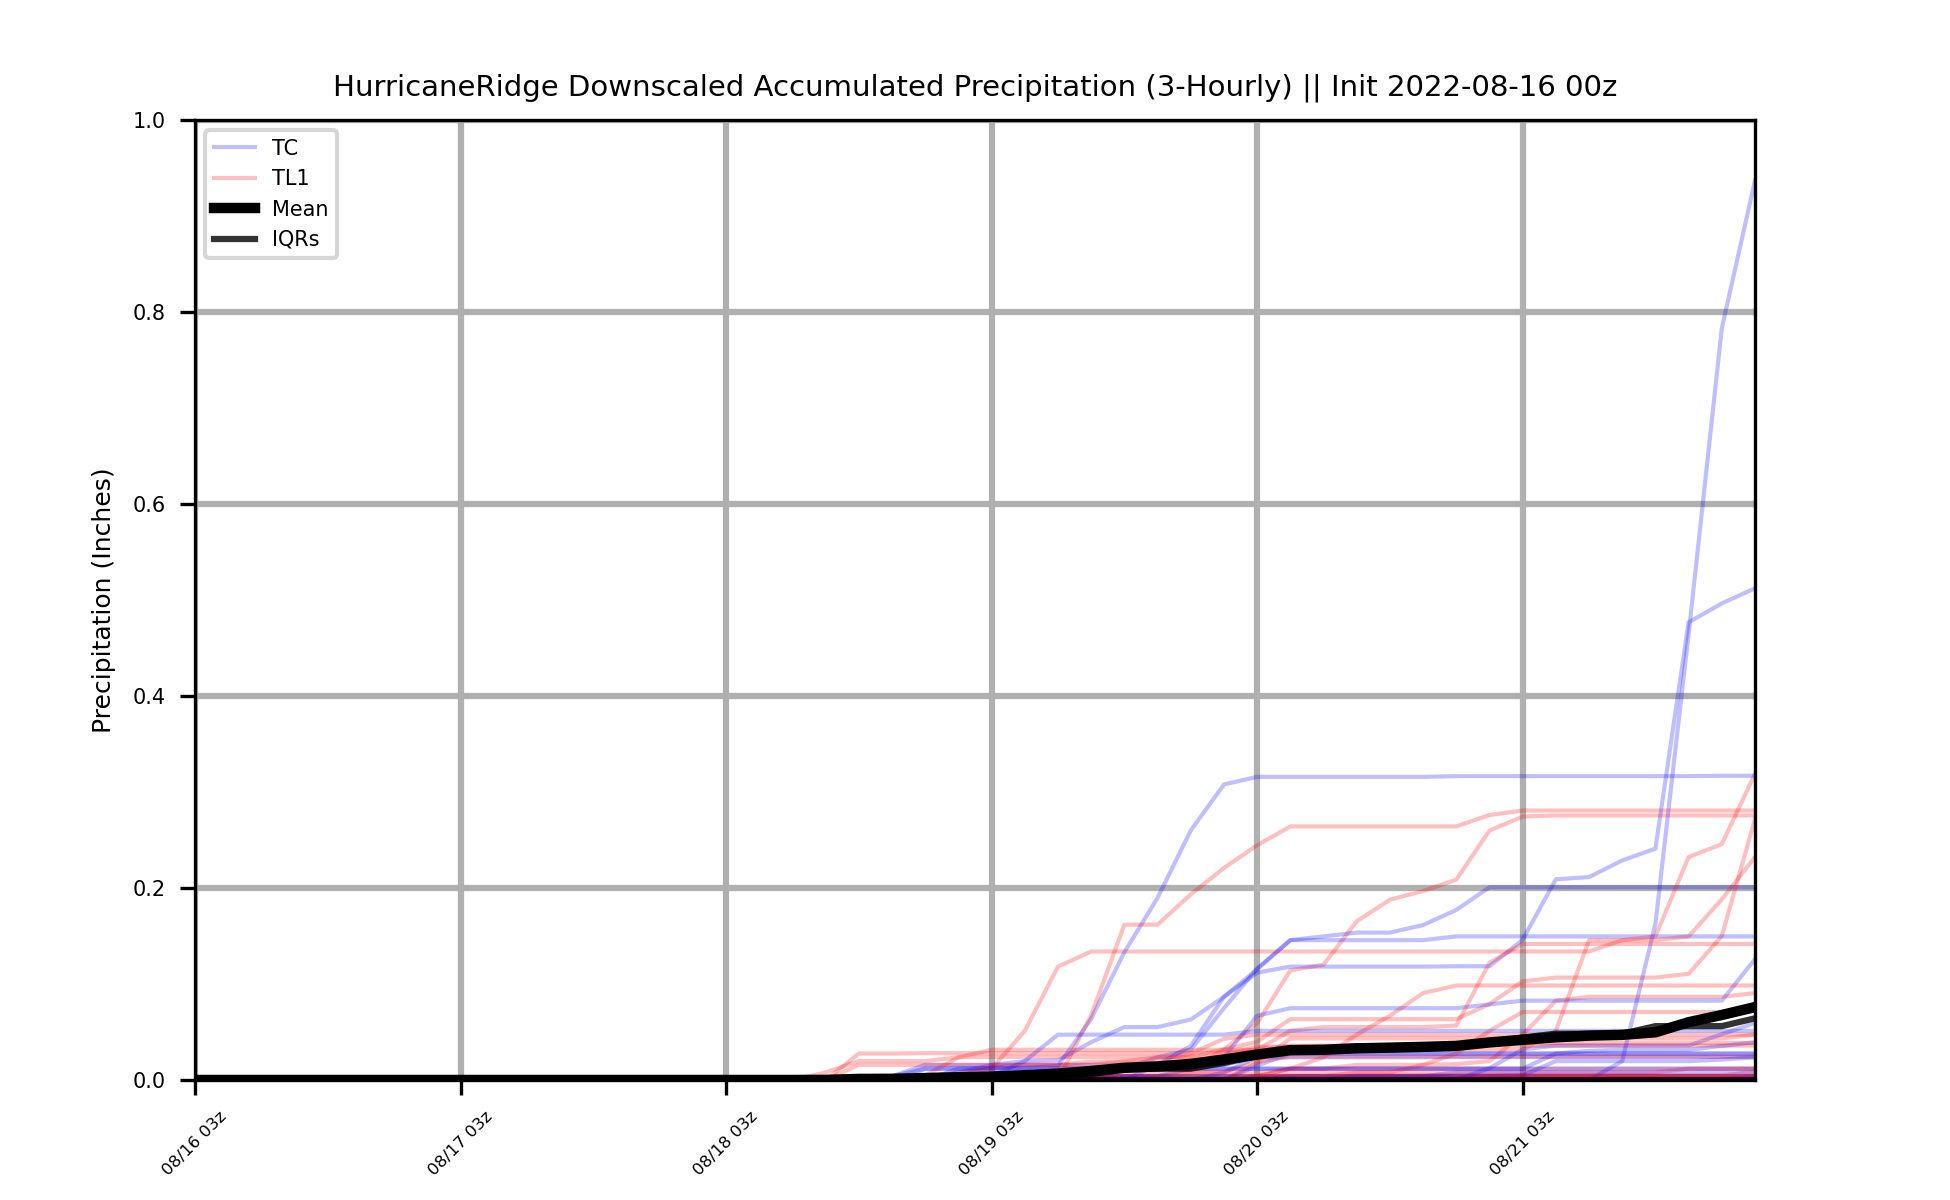 HurricaneRidge Downscaled Accumulated Precipitation (3-Hourly) || Init 2022-08-16 00z
1.0
0.8
0.6
0.4
0.2
0.0
Precipitation (Inches)
TC
TL1
Mean
IQRs
08/16 03z
08/17 03z
08/18 03z
08/19 03z
08/20 03z
08/21 03z